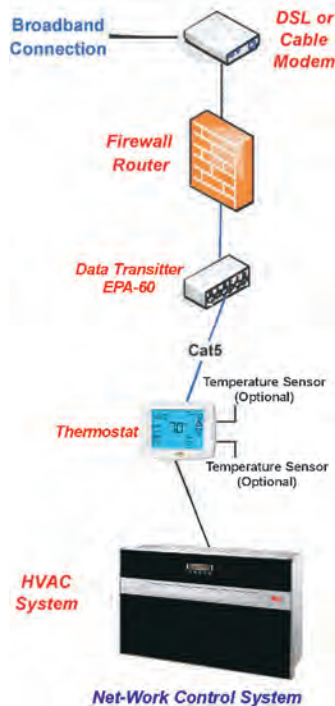 Broadband
Connection
DSL or
Cable
Modem
Firewall
Router
Data Transitter
EPA-60
Cat5
Temperature Sensor
(Optional)
Thermostat
Temperature Sensor
(Optional)
HVAC
System
Net-Work Control System